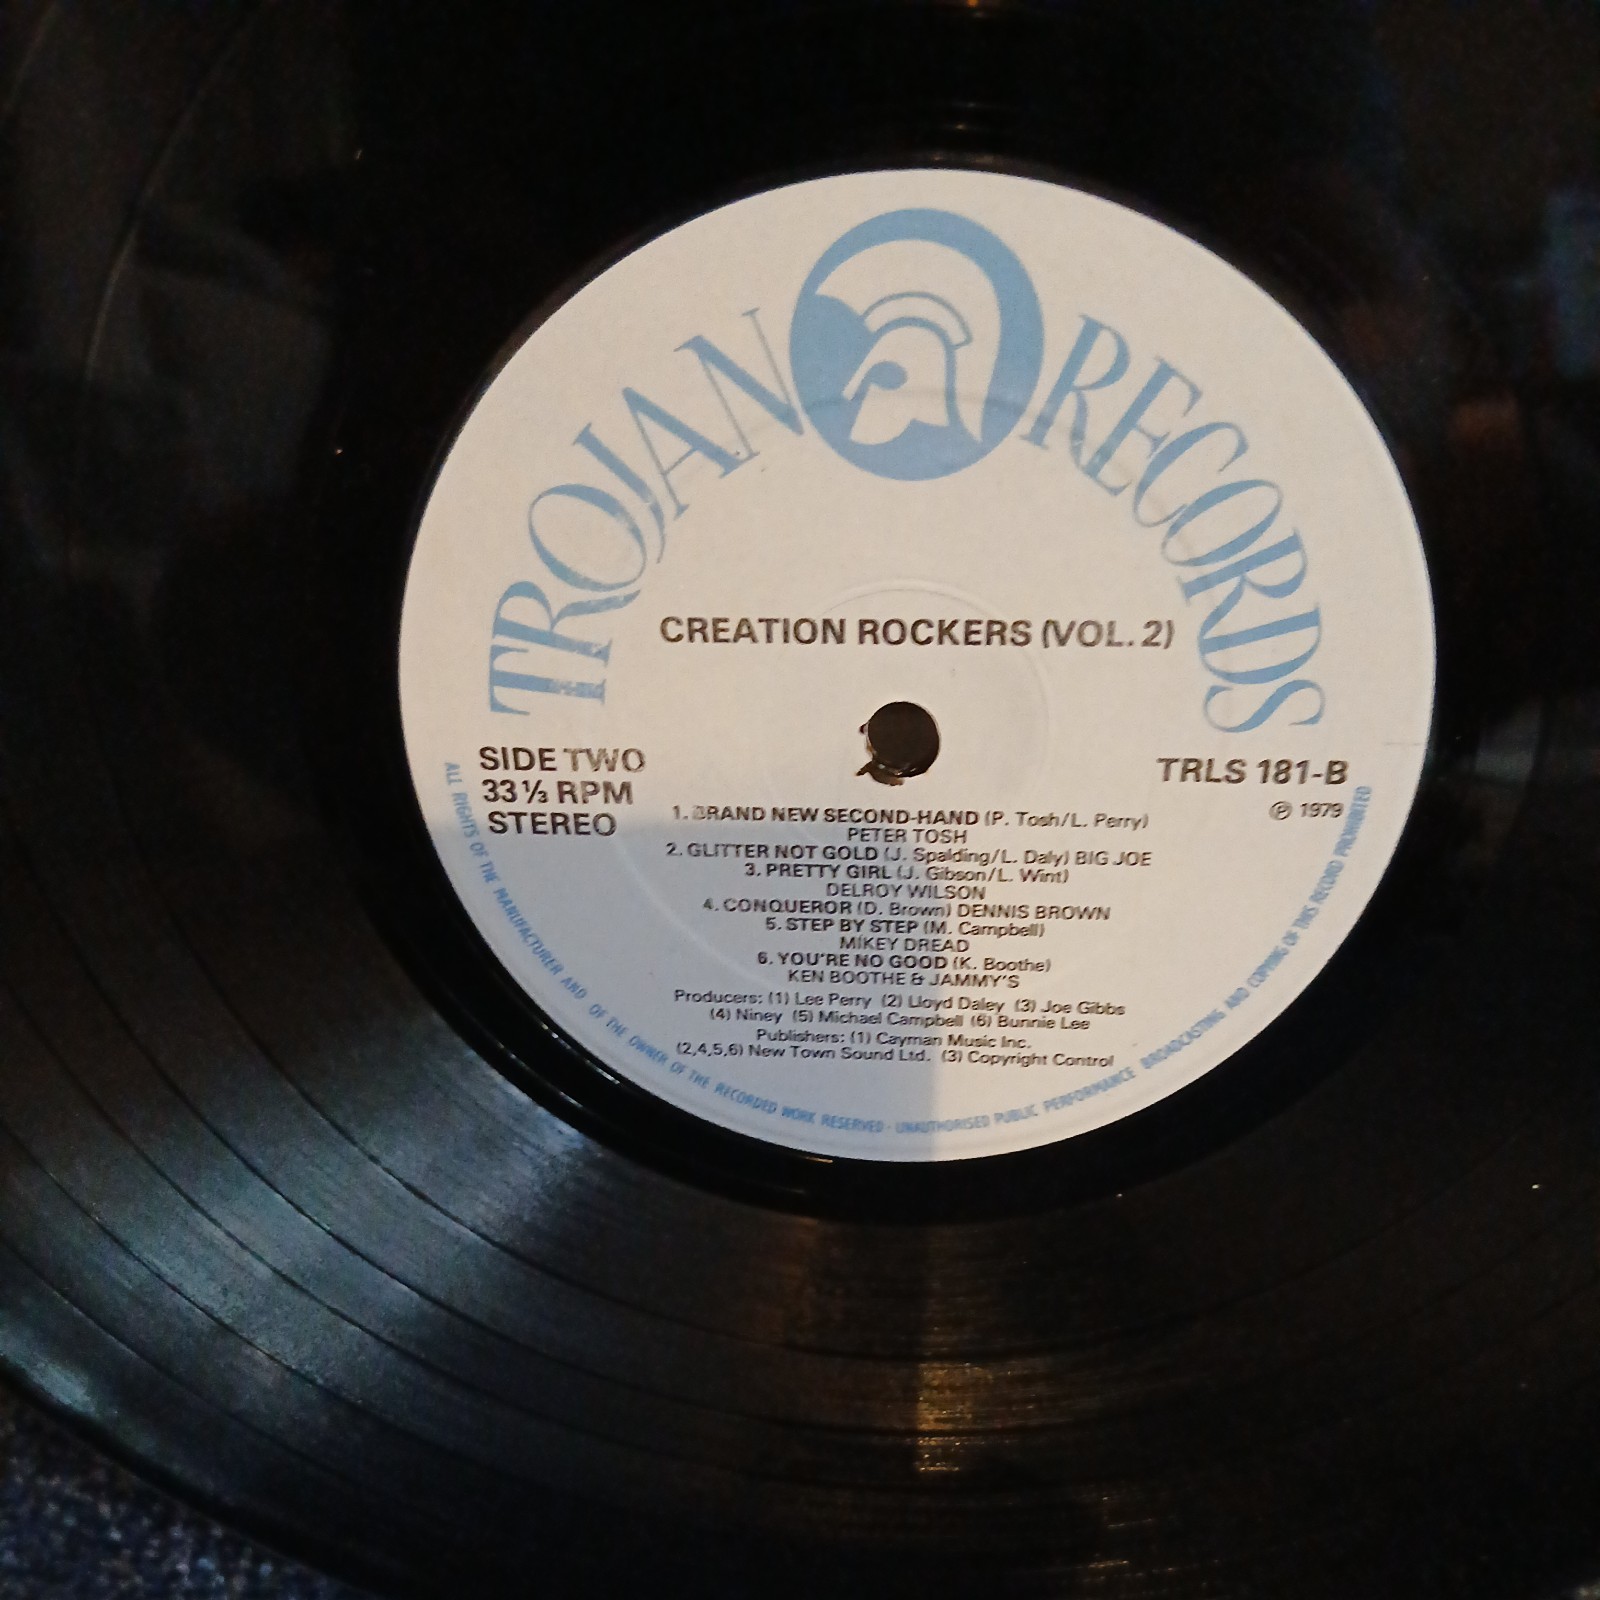 TROJAN RECORDS
CREATION ROCKERS (VOL. 2)
SIDE TWO
33⅓ RPM
STEREO
TRLS 181-B
℗ 1979
1. BRAND NEW SECOND-HAND (P. Tosh/L. Perry)
PETER TOSH
2. GLITTER NOT GOLD (J. Spalding/L. Daly) BIG JOE
3. PRETTY GIRL (J. Gibson/L. Wint)
DELROY WILSON
4. CONQUEROR (D. Brown) DENNIS BROWN
5. STEP BY STEP (M. Campbell)
MIKEY DREAD
6. YOU'RE NO GOOD (K. Boothe)
KEN BOOTHE & JAMMY'S
Producers: (1) Lee Perry (2) Lloyd Daley (3) Joe Gibbs
(4) Niney (5) Michael Campbell (6) Bunnie Lee
Publishers: (1) Cayman Music Inc.
(2,4,5,6) New Town Sound Ltd. (3) Copyright Control
ALL RIGHTS OF THE MANUFACTURER AND OF THE OWNER OF THE RECORDED WORK RESERVED · UNAUTHORISED PUBLIC PERFORMANCE BROADCASTING AND COPYING OF THIS RECORD PROHIBITED